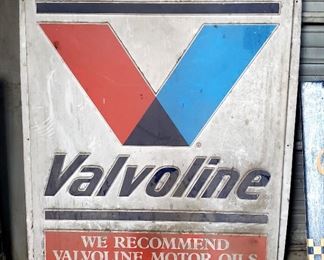 ®
Valvoline
WE RECOMMEND
VALVOLINE MOTOR OILS